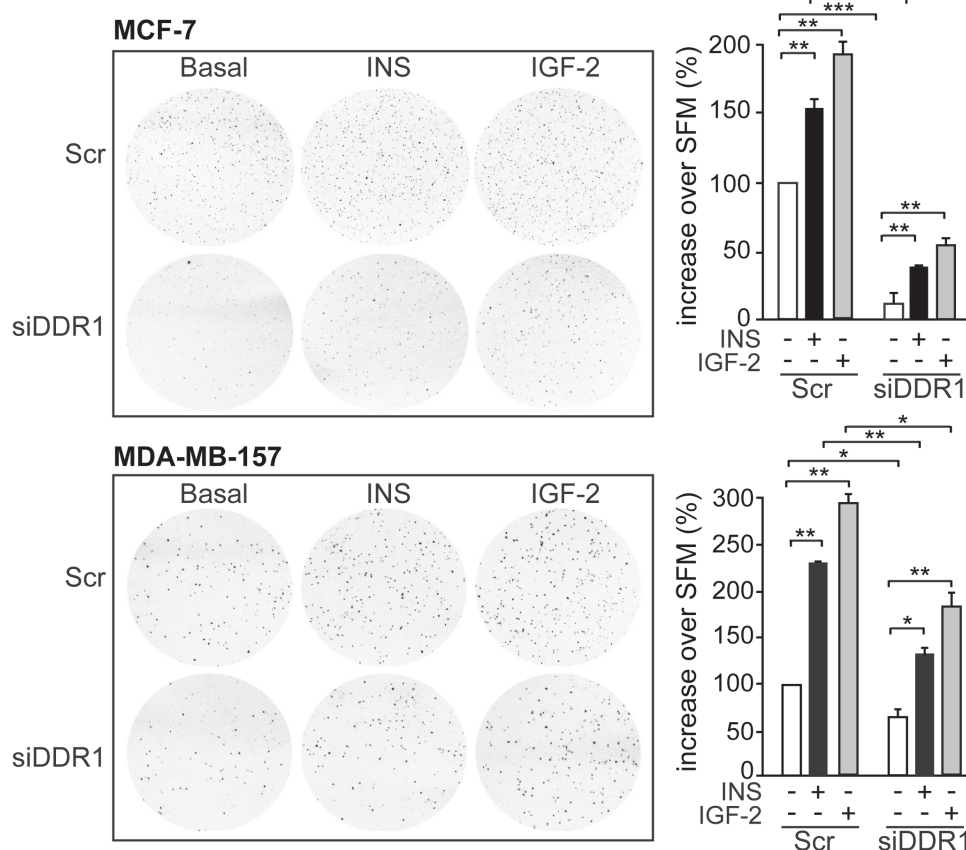 MCF-7
Basal INS IGF-2
Scr
siDDR1
***
**
**
**
**
increase over SFM (%)
200
150
100
50
0
INS - + - - + -
IGF-2 - - + - - +
Scr siDDR1
MDA-MB-157
Basal INS IGF-2
Scr
siDDR1
*
**
*
**
**
**
*
increase over SFM (%)
300
250
200
150
100
50
0
INS - + - - + -
IGF-2 - - + - - +
Scr siDDR1